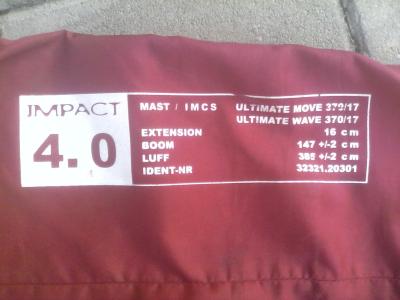 IMPACT
4.0
MAST / IMCS ULTIMATE MOVE 370/17
ULTIMATE WAVE 370/17
EXTENSION 16 cm
BOOM 147 +/-2 cm
LUFF 385 +/-2 cm
IDENT-NR 32321.20301